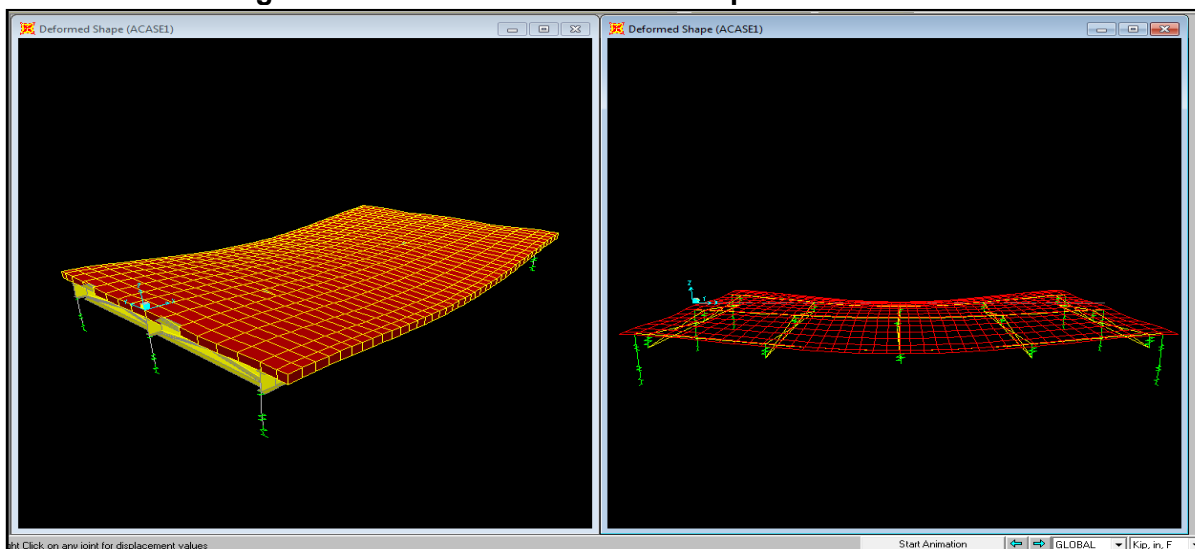 Deformed Shape (ACASE1)
Deformed Shape (ACASE1)
Z
Y
ht Click on any joint for displacement values
Start Animation
GLOBAL
Kip, in, F